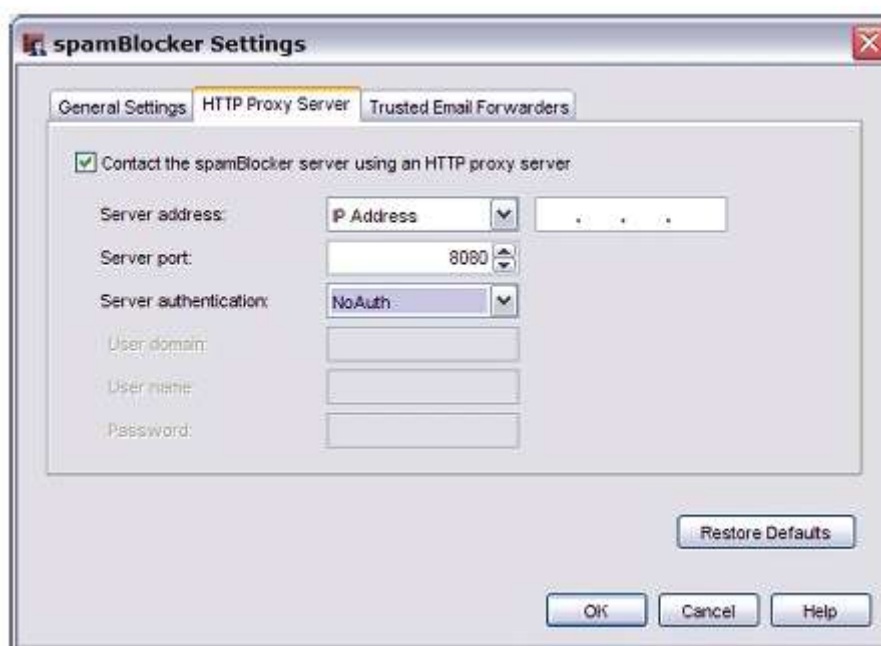 spamBlocker Settings
General Settings HTTP Proxy Server Trusted Email Forwarders
Contact the spamBlocker server using an HTTP proxy server
Server address: IP Address . . .
Server port: 8080
Server authentication: NoAuth
User domain:
User name:
Password:
Restore Defaults
OK Cancel Help